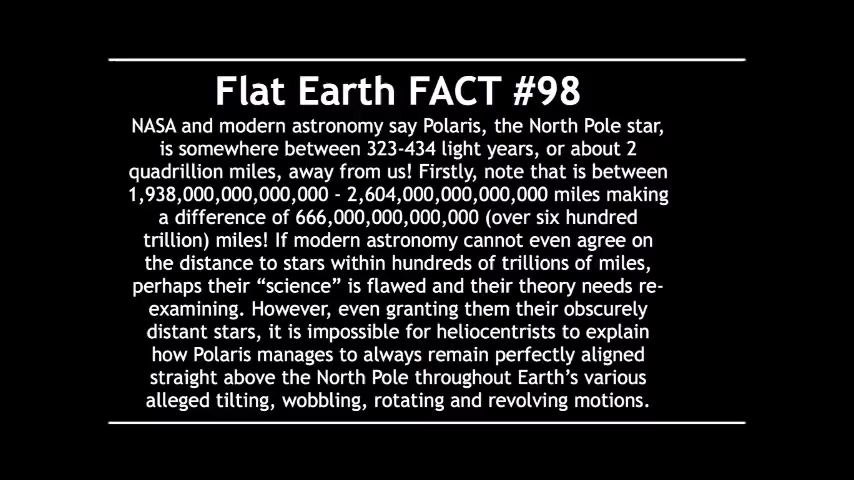 Flat Earth FACT #98
NASA and modern astronomy say Polaris, the North Pole star,
is somewhere between 323-434 light years, or about 2
quadrillion miles, away from us! Firstly, note that is between
1,938,000,000,000,000 - 2,604,000,000,000,000 miles making
a difference of 666,000,000,000,000 (over six hundred
trillion) miles! If modern astronomy cannot even agree on
the distance to stars within hundreds of trillions of miles,
perhaps their “science” is flawed and their theory needs re-
examining. However, even granting them their obscurely
distant stars, it is impossible for heliocentrists to explain
how Polaris manages to always remain perfectly aligned
straight above the North Pole throughout Earth’s various
alleged tilting, wobbling, rotating and revolving motions.